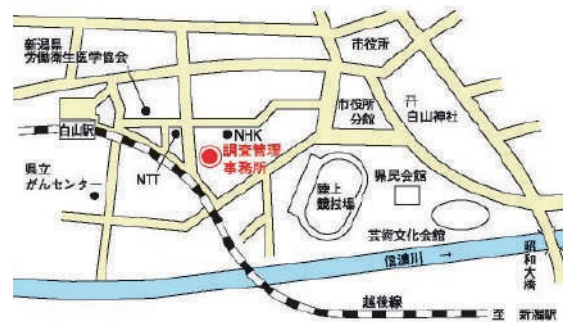 新潟県
労働衛生医学協会
市役所
市役所
分館
白山神社
白山駅
NHK
調査管理
事務所
NTT
県立
がんセンター
陸上
競技場
県民会館
芸術文化会館
信濃川 →
昭和大橋
越後線
至 新潟駅